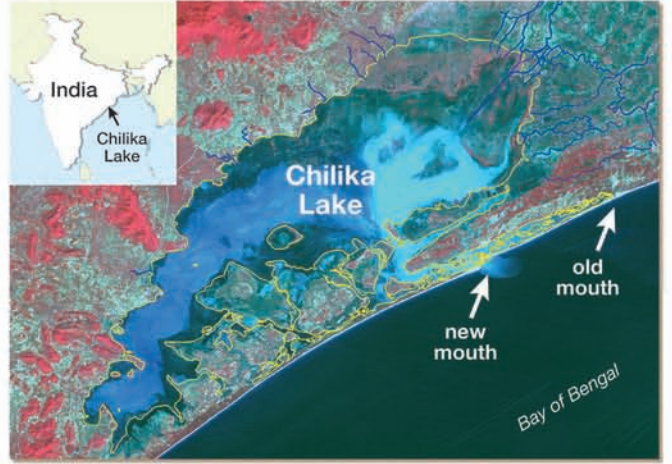 India
Chilika
Lake
Chilika
Lake
old
mouth
new
mouth
Bay of Bengal